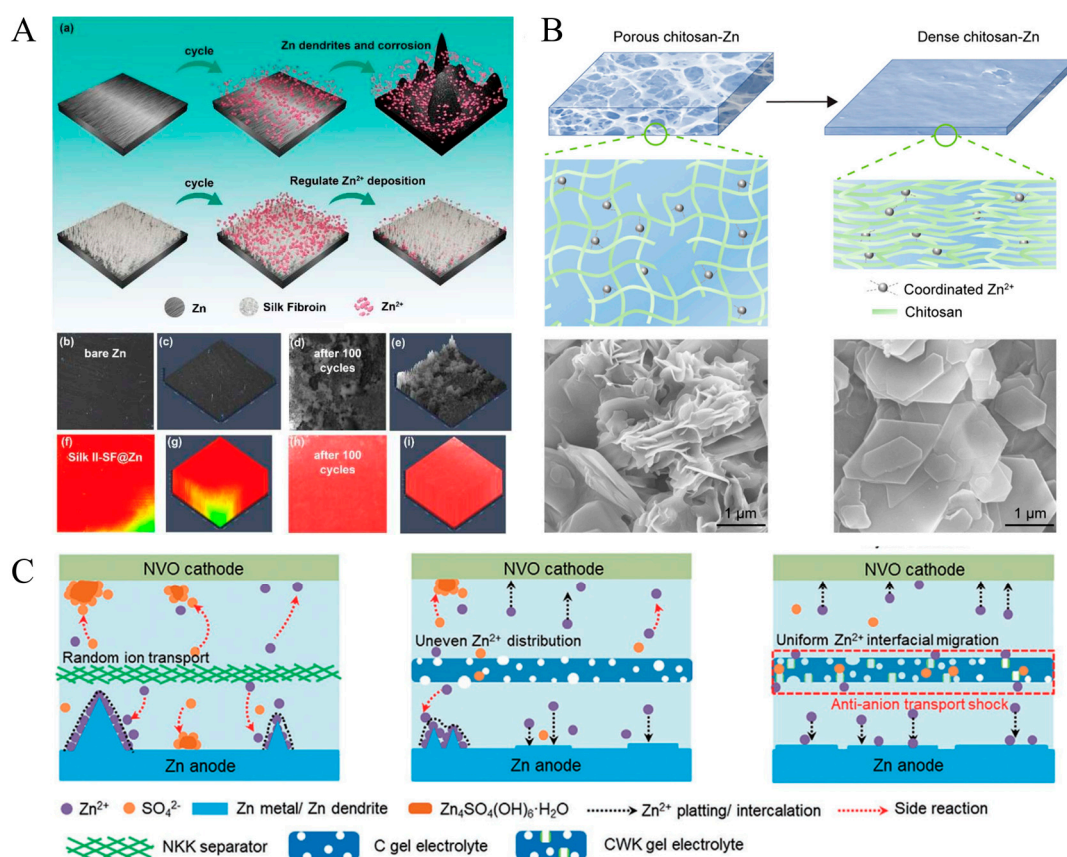 A
(a)
cycle
Zn dendrites and corrosion
cycle
Regulate Zn²⁺ deposition
Zn
Silk Fibroin
Zn²⁺
(b)
bare Zn
(c)
(d)
after 100
cycles
(e)
(f)
Silk II-SF@Zn
(g)
(h)
after 100
cycles
(i)
B
Porous chitosan-Zn
Dense chitosan-Zn
Coordinated Zn²⁺
Chitosan
1 μm
1 μm
C
NVO cathode
Random ion transport
Zn anode
NVO cathode
Uneven Zn²⁺ distribution
Zn anode
NVO cathode
Uniform Zn²⁺ interfacial migration
Anti-anion transport shock
Zn anode
Zn²⁺
SO₄²⁻
Zn metal/ Zn dendrite
Zn₄SO₄(OH)₆·H₂O
Zn²⁺ platting/ intercalation
Side reaction
NKK separator
C gel electrolyte
CWK gel electrolyte